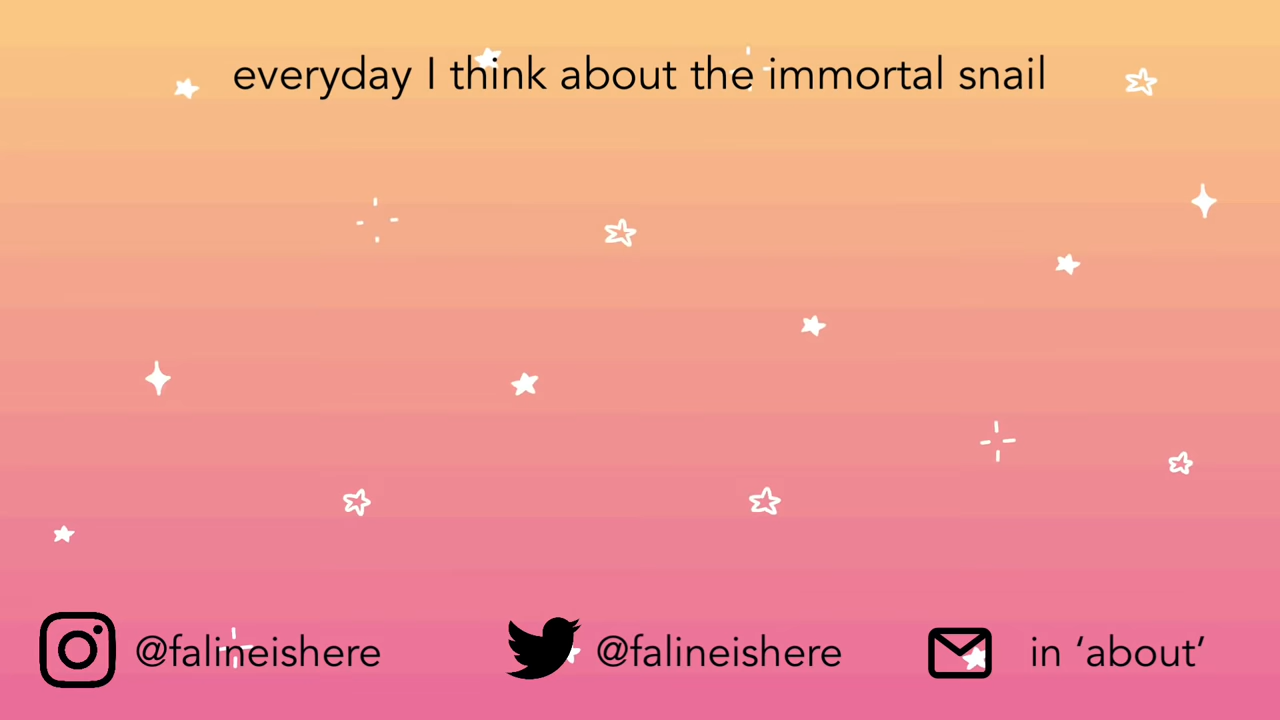 everyday I think about the immortal snail
@falineishere
@falineishere
in ‘about’